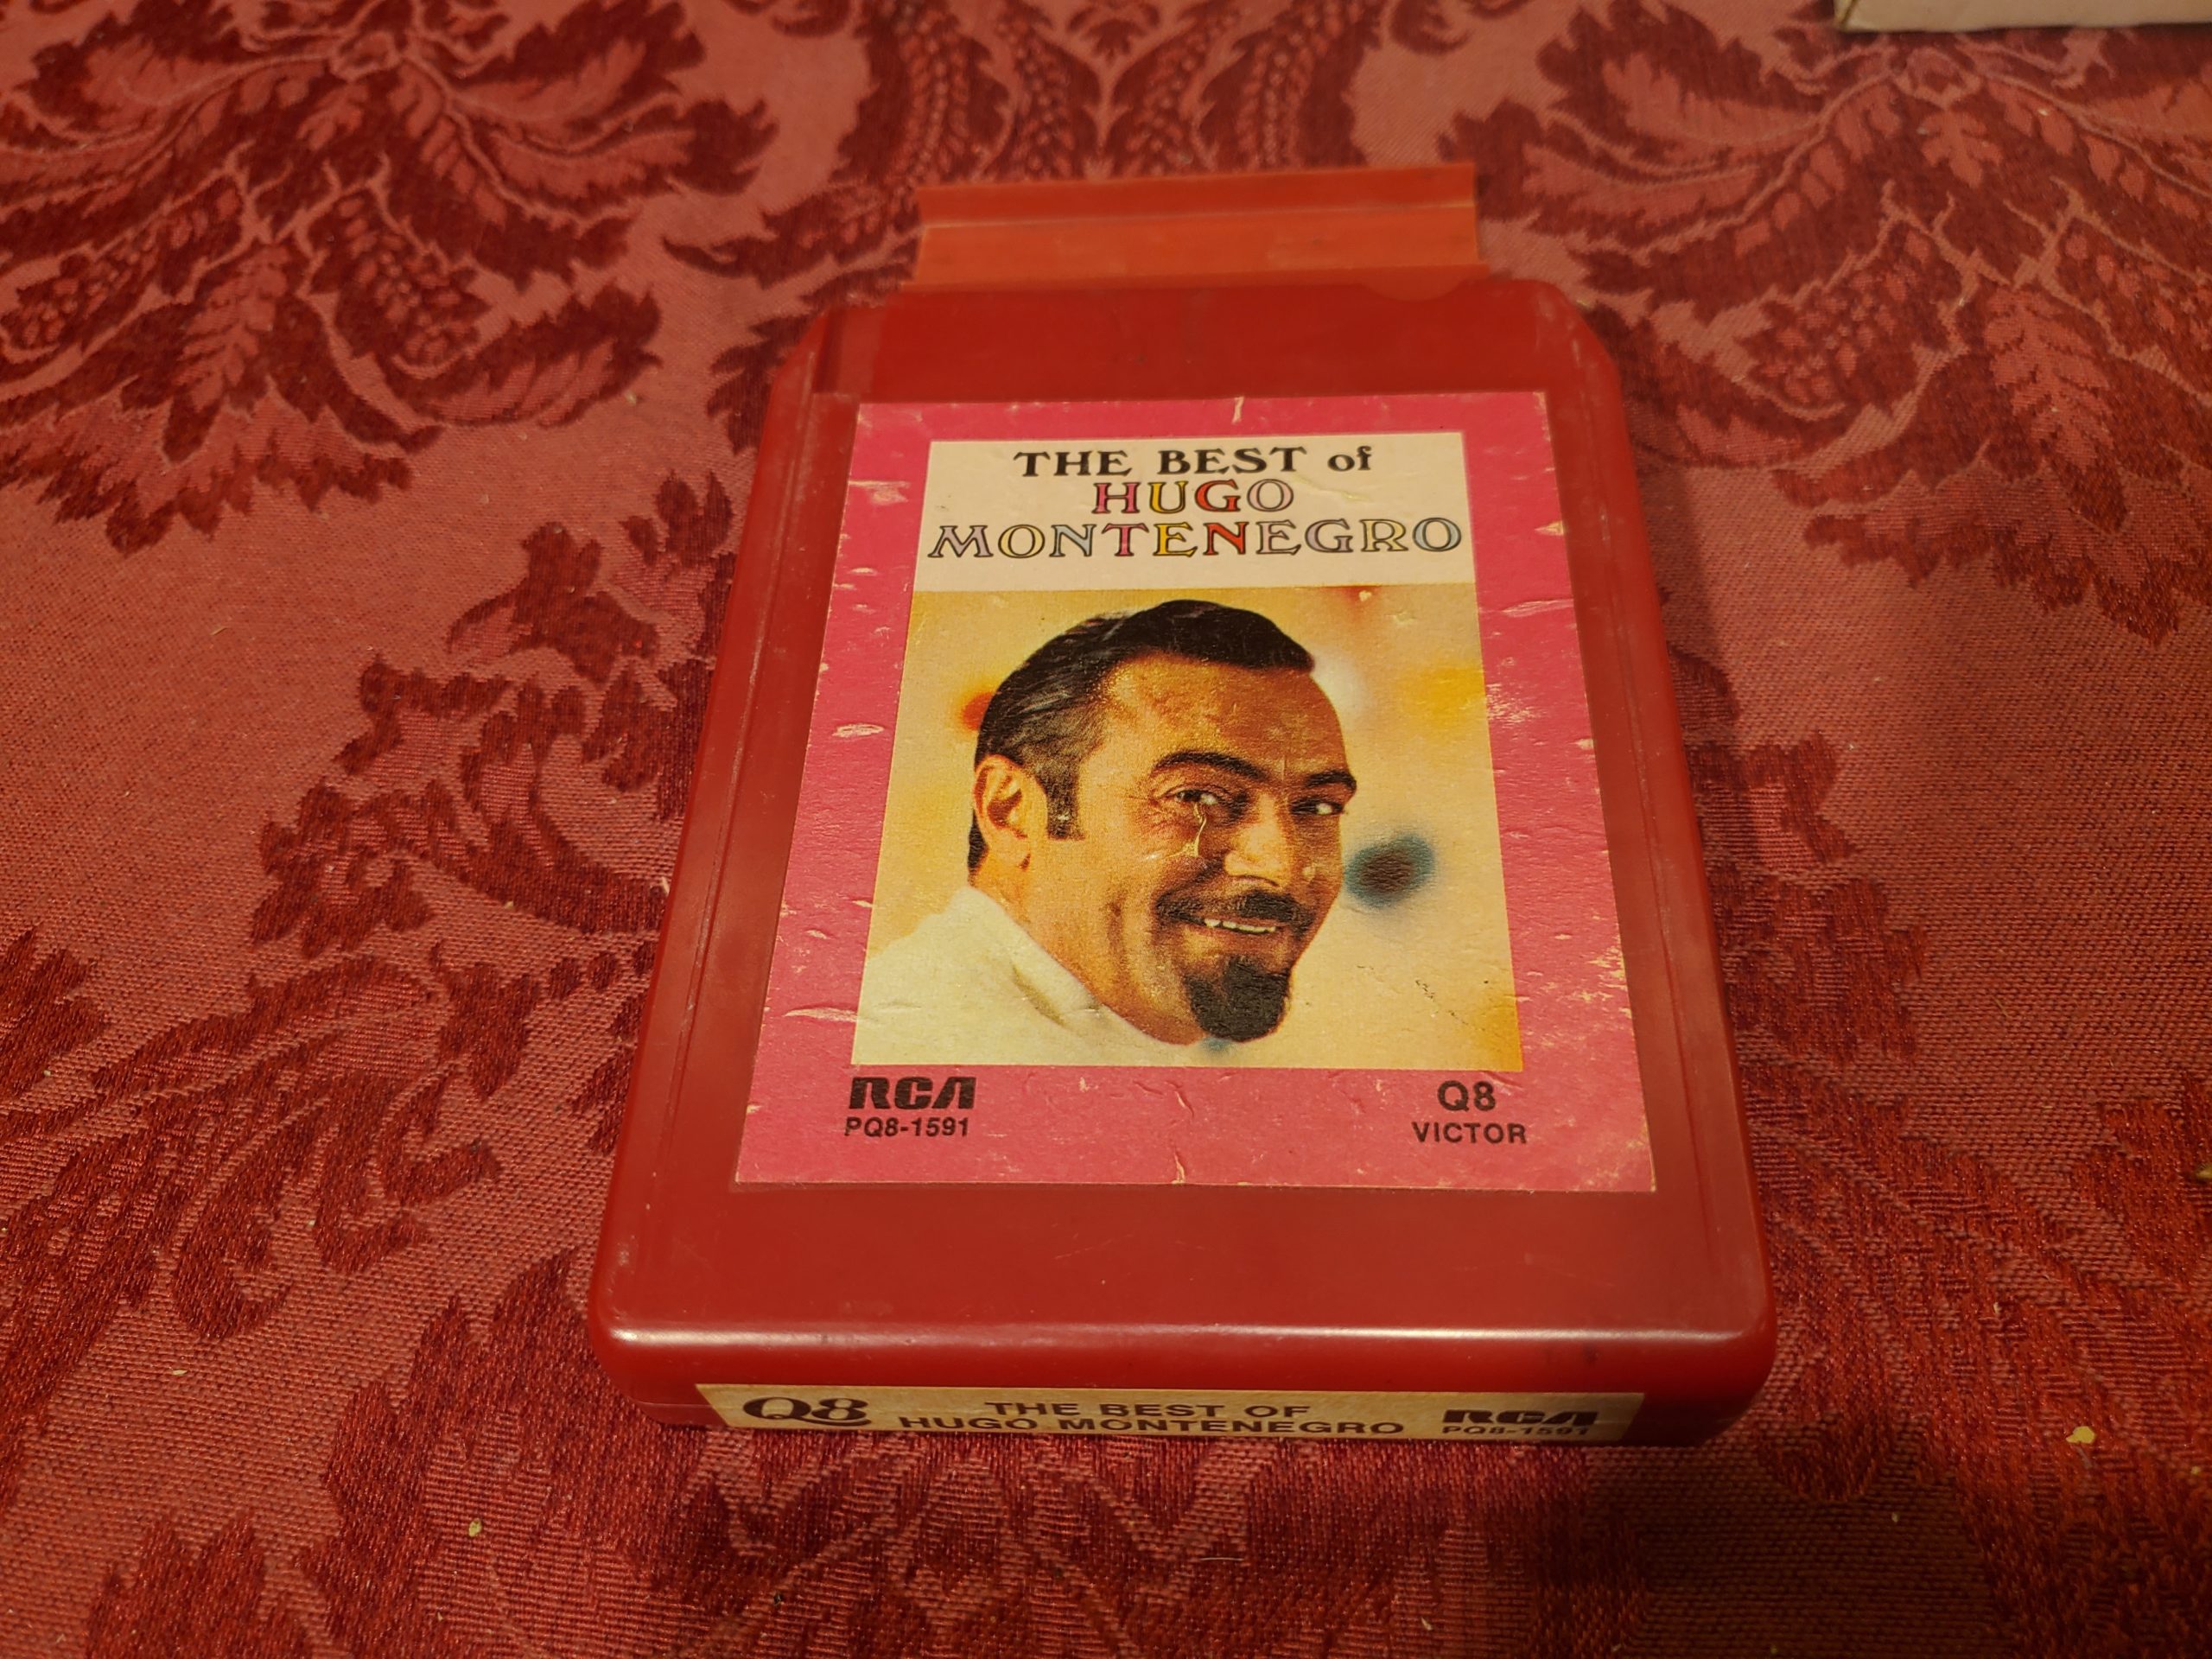 THE BEST of
HUGO
MONTENEGRO
RCA
PQ8-1591
Q8
VICTOR
Q8
THE BEST OF
HUGO MONTENEGRO
RCA
PQ8-1591